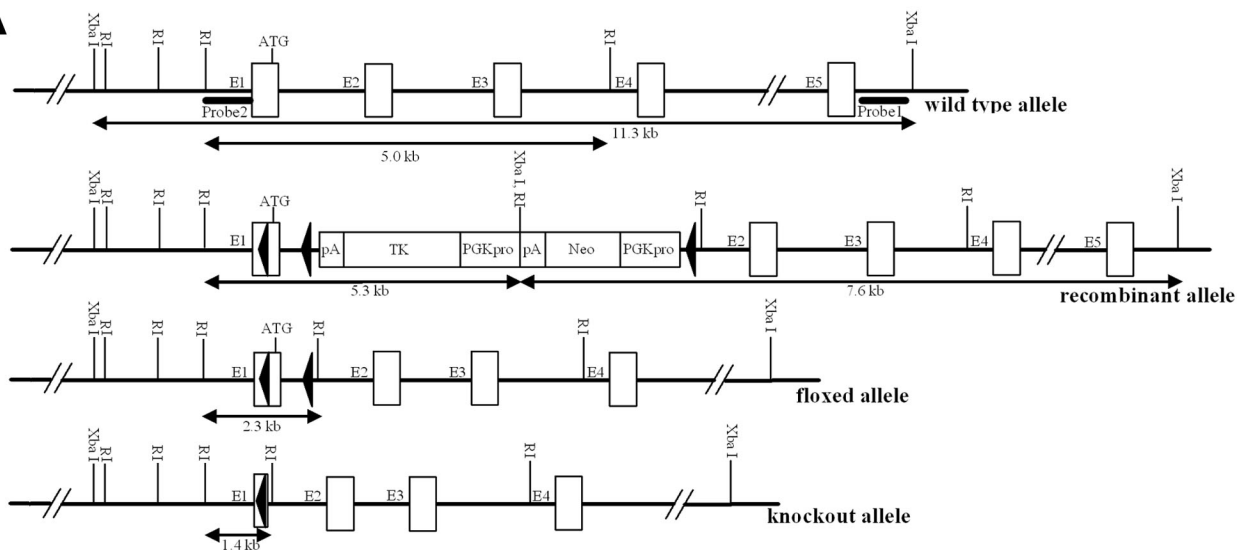 A
Xba I RI RI RI ATG RI Xba I
E1 E2 E3 E4 E5
Probe2 Probe1 wild type allele
11.3 kb
5.0 kb
Xba I RI RI RI ATG Xba I, RI RI RI Xba I
E1 pA TK PGKpro pA Neo PGKpro E2 E3 E4 E5
5.3 kb 7.6 kb
recombinant allele
Xba I RI RI RI ATG RI RI Xba I
E1 E2 E3 E4
floxed allele
2.3 kb
Xba I RI RI RI RI RI Xba I
E1 E2 E3 E4
knockout allele
1.4 kb